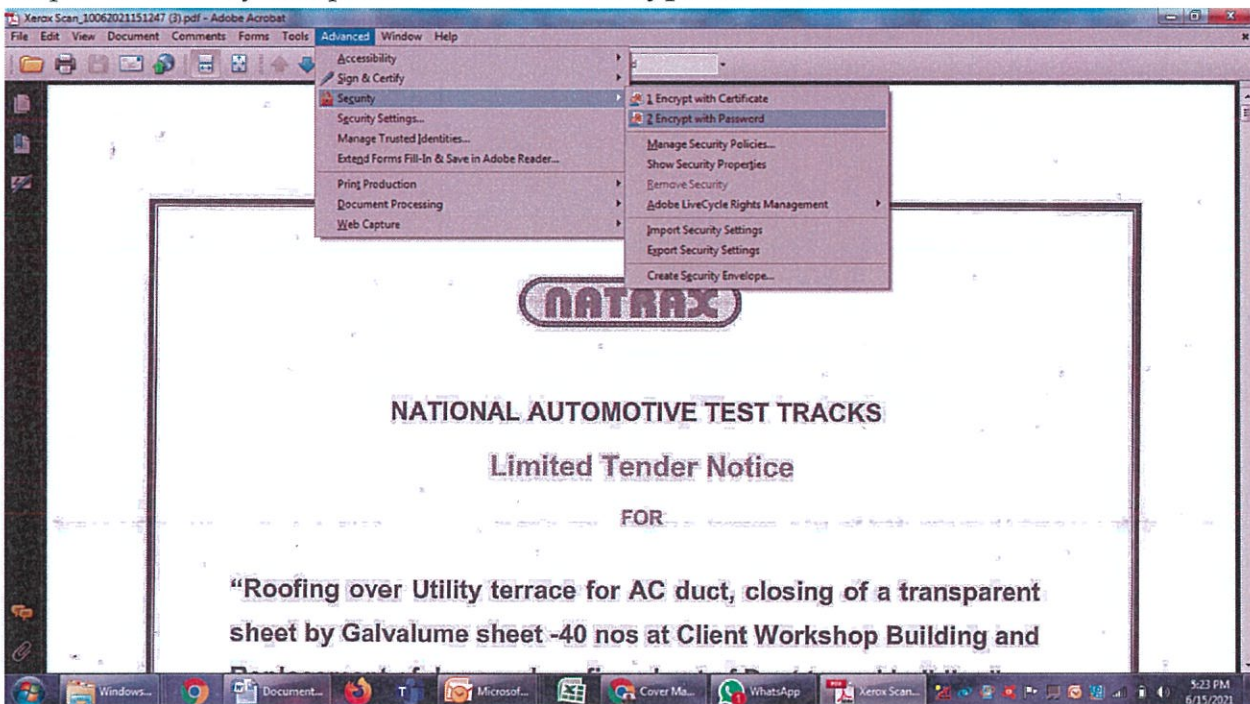 Xerox Scan_10062021151247 (3).pdf - Adobe Acrobat
File Edit View Document Comments Forms Tools Advanced Window Help
Accessibility
Sign & Certify
Security
Security Settings...
Manage Trusted Identities...
Extend Forms Fill-In & Save in Adobe Reader...
Print Production
Document Processing
Web Capture
1 Encrypt with Certificate
2 Encrypt with Password
Manage Security Policies...
Show Security Properties
Remove Security
Adobe LiveCycle Rights Management
Import Security Settings
Export Security Settings
Create Security Envelope...
NATRAX
NATIONAL AUTOMOTIVE TEST TRACKS
Limited Tender Notice
FOR
“Roofing over Utility terrace for AC duct, closing of a transparent
sheet by Galvalume sheet -40 nos at Client Workshop Building and
Windows... Document... T Microsof... Cover Ma... WhatsApp Xerox Scan... 5:23 PM
6/15/2021